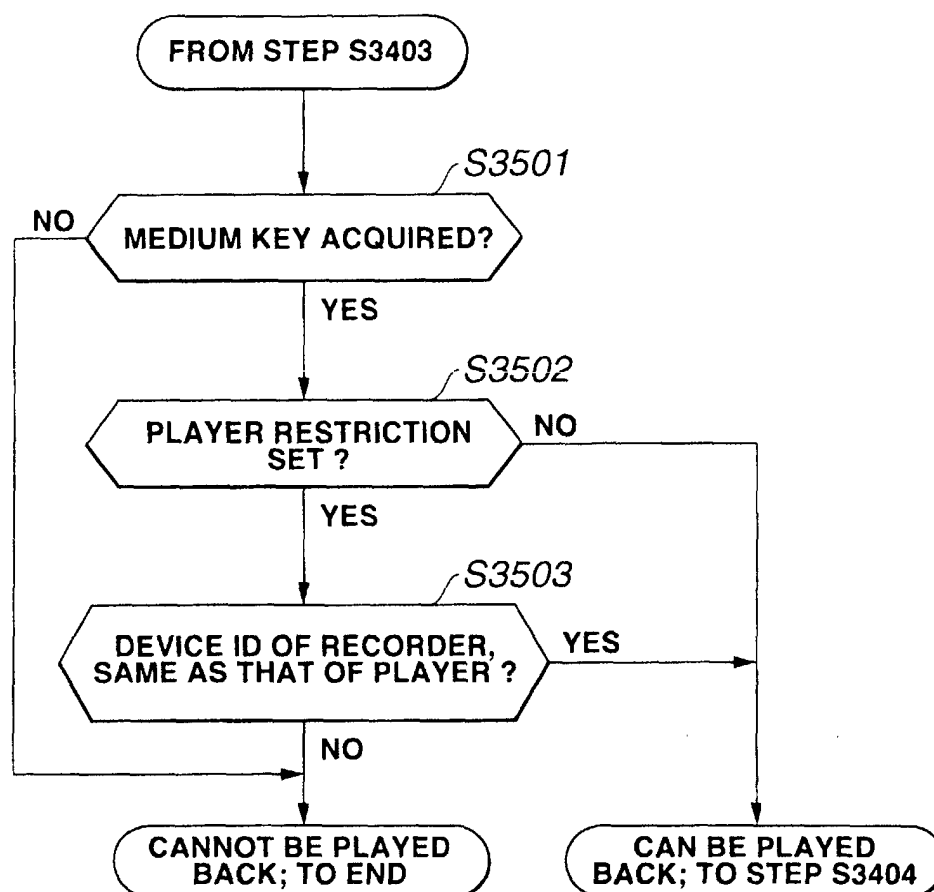 FROM STEP S3403
S3501
NO
MEDIUM KEY ACQUIRED?
YES
S3502
PLAYER RESTRICTION
SET ?
NO
YES
S3503
DEVICE ID OF RECORDER,
SAME AS THAT OF PLAYER ?
YES
NO
CANNOT BE PLAYED
BACK; TO END
CAN BE PLAYED
BACK; TO STEP S3404